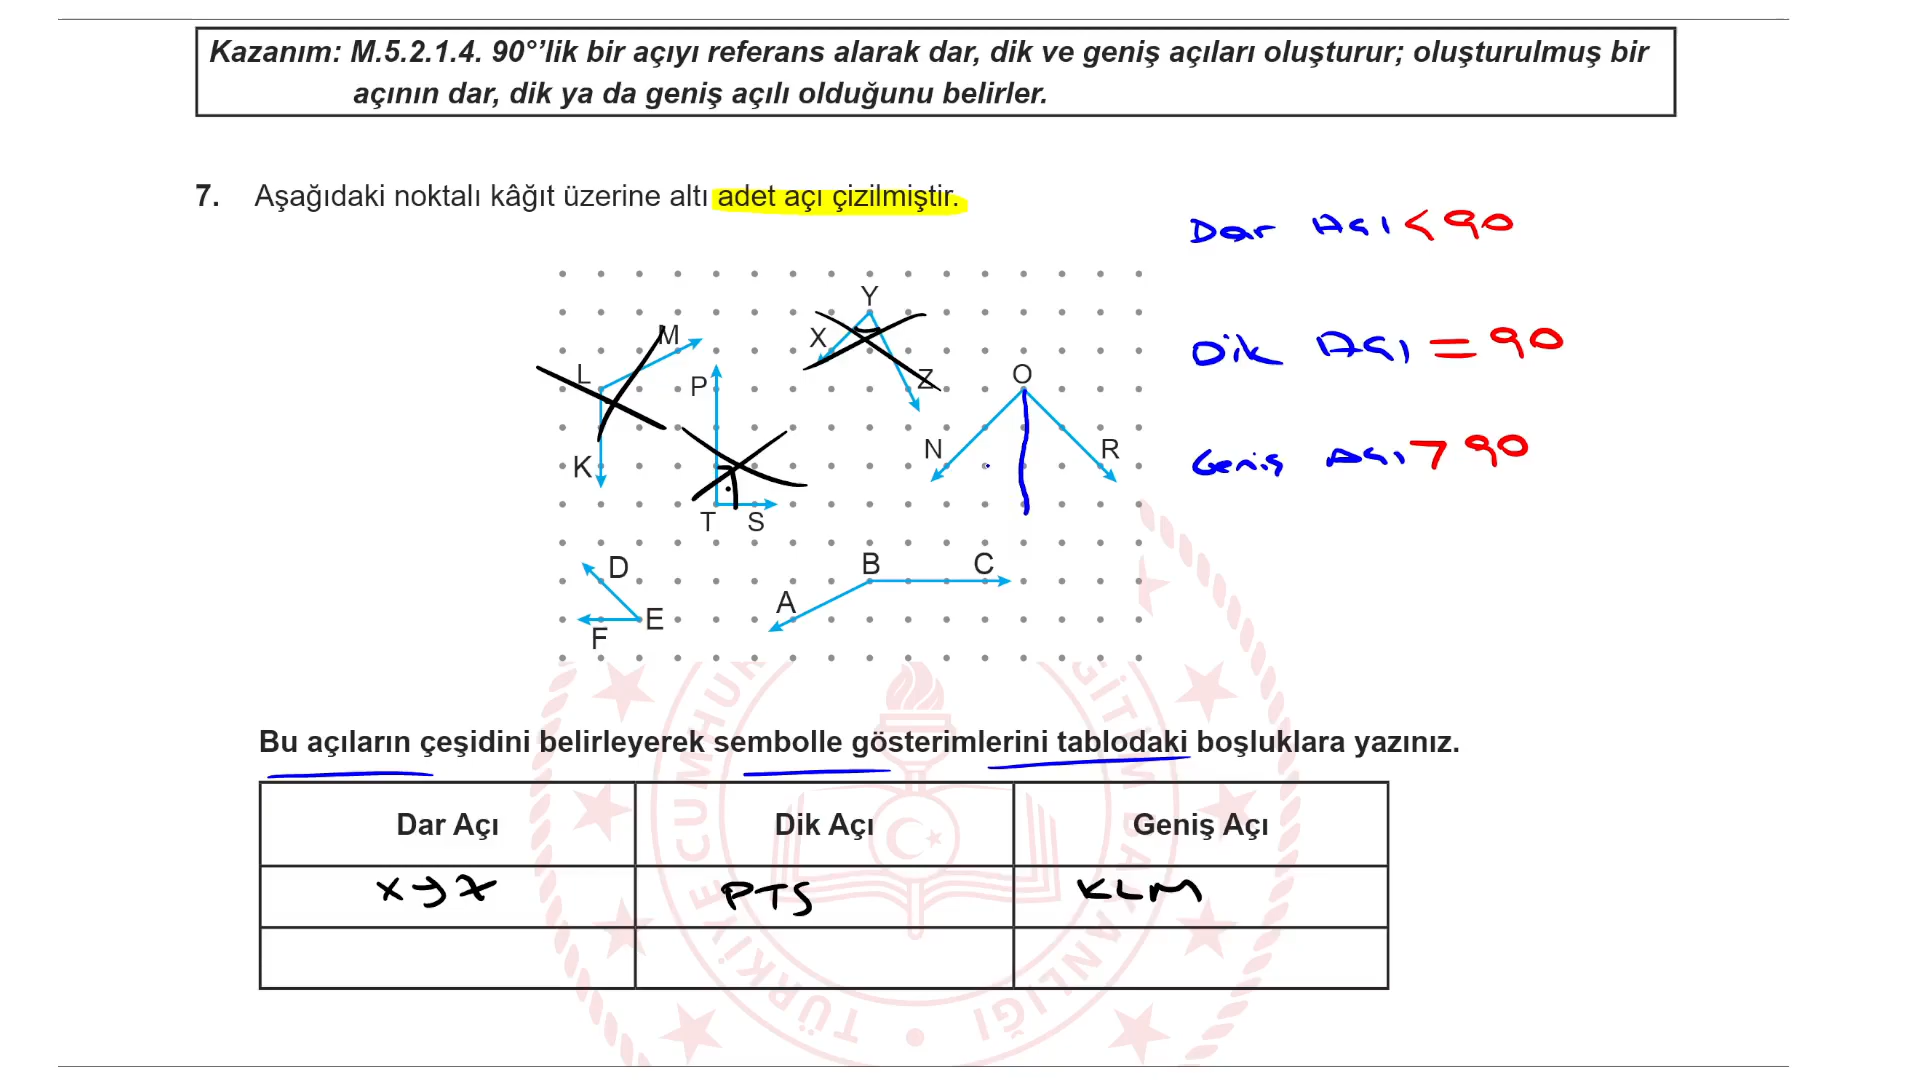 Kazanım: M.5.2.1.4. 90°’lik bir açıyı referans alarak dar, dik ve geniş açıları oluşturur; oluşturulmuş bir
açının dar, dik ya da geniş açılı olduğunu belirler.
7. Aşağıdaki noktalı kâğıt üzerine altı adet açı çizilmiştir.
Dar Açı < 90
Dik Açı = 90
Geniş Açı > 90
Y
M
X
L
P
Z
O
N
R
K
T
S
D
B
C
A
E
F
Bu açıların çeşidini belirleyerek sembolle gösterimlerini tablodaki boşluklara yazınız.
Dar Açı Dik Açı Geniş Açı
XYZ PTS KLM
TÜRKİYE CUMHUR